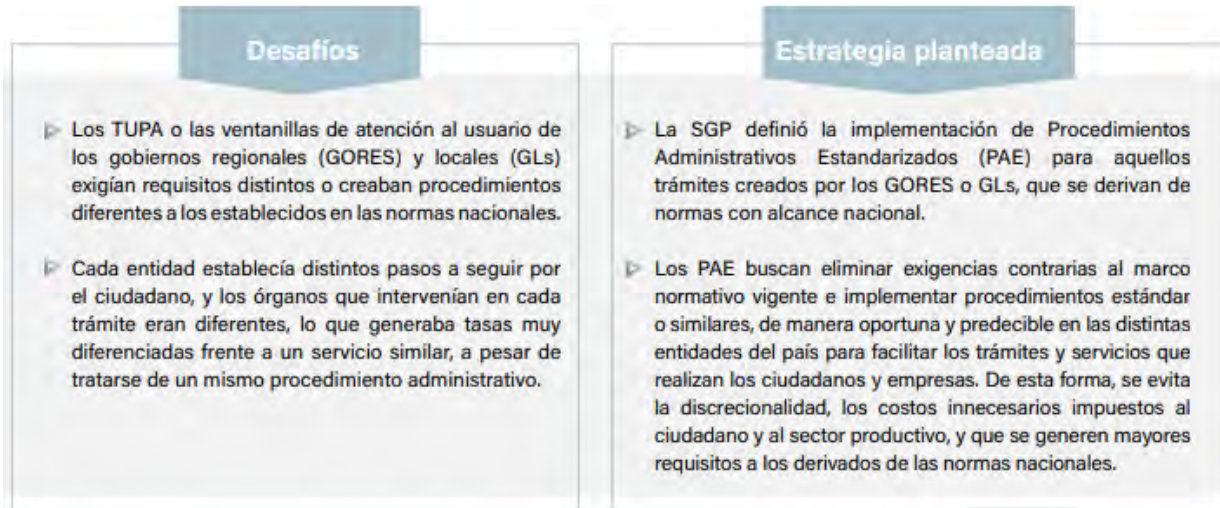 Desafíos
Los TUPA o las ventanillas de atención al usuario de
los gobiernos regionales (GORES) y locales (GLs)
exigían requisitos distintos o creaban procedimientos
diferentes a los establecidos en las normas nacionales.
Cada entidad establecía distintos pasos a seguir por
el ciudadano, y los órganos que intervenían en cada
trámite eran diferentes, lo que generaba tasas muy
diferenciadas frente a un servicio similar, a pesar de
tratarse de un mismo procedimiento administrativo.
Estrategia planteada
La SGP definió la implementación de Procedimientos
Administrativos Estandarizados (PAE) para aquellos
trámites creados por los GORES o GLs, que se derivan de
normas con alcance nacional.
Los PAE buscan eliminar exigencias contrarias al marco
normativo vigente e implementar procedimientos estándar
o similares, de manera oportuna y predecible en las distintas
entidades del país para facilitar los trámites y servicios que
realizan los ciudadanos y empresas. De esta forma, se evita
la discrecionalidad, los costos innecesarios impuestos al
ciudadano y al sector productivo, y que se generen mayores
requisitos a los derivados de las normas nacionales.